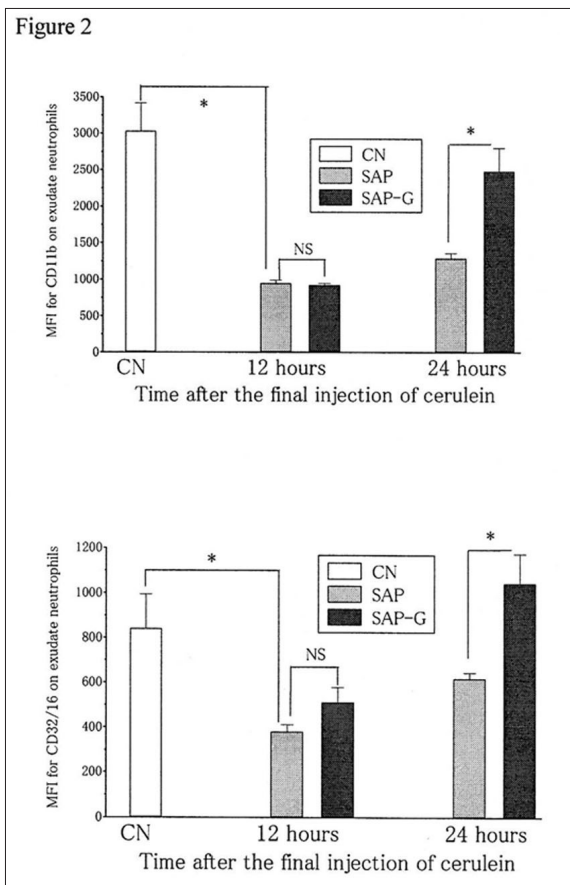 Figure 2
MFI for CD11b on exudate neutrophils
3500
3000
2500
2000
1500
1000
500
0
*
NS
*
CN
SAP
SAP-G
CN
12 hours
24 hours
Time after the final injection of cerulein
MFI for CD32/16 on exudate neutrophils
1200
1000
800
600
400
200
0
*
NS
*
CN
SAP
SAP-G
CN
12 hours
24 hours
Time after the final injection of cerulein